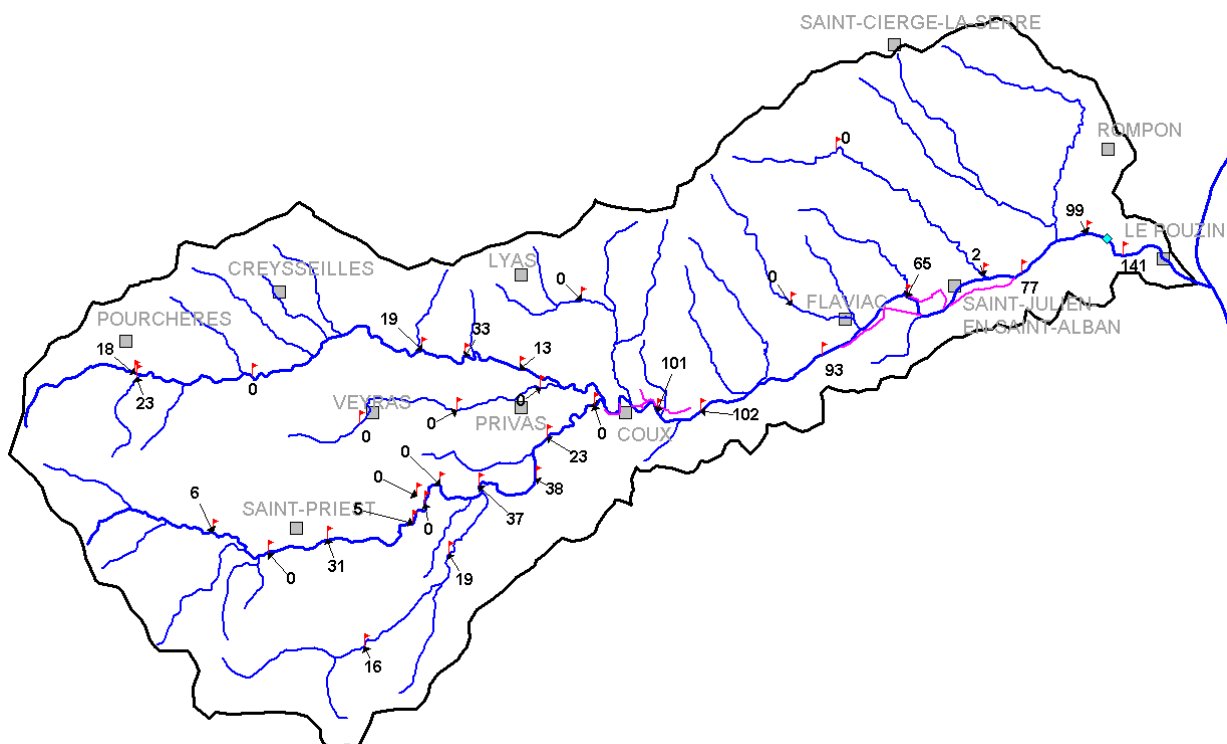 SAINT-CIERGE-LA-SERRE
ROMPON
0
99
LE POUZIN
141
2
77
65
SAINT-JULIEN
EN SAINT-ALBAN
0
FLAVIAC
93
LYAS
0
CREYSSEILLES
POURCHÈRES
19
33
13
18
23
0
101
102
0
VEYRAS
0
0
PRIVAS
0
COUX
23
0
0
38
37
SAINT-PRIEST
5
0
6
0
31
19
16